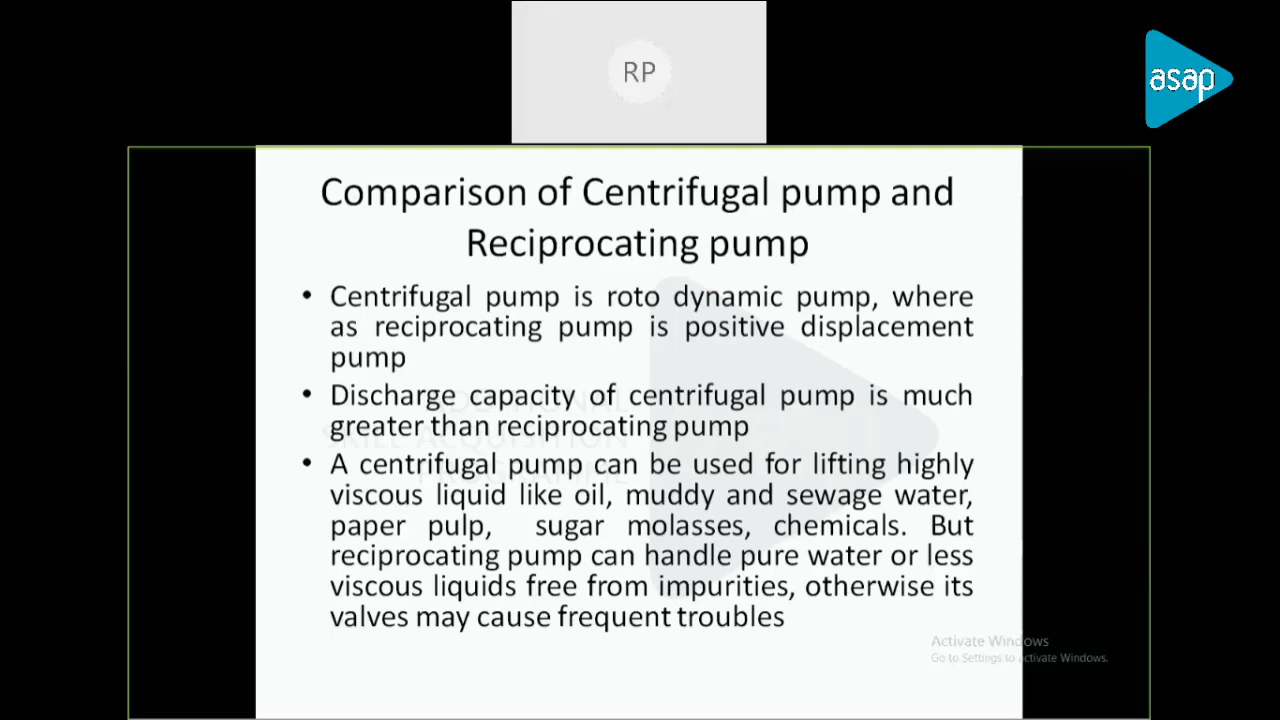 RP
asap
Comparison of Centrifugal pump and
Reciprocating pump
• Centrifugal pump is roto dynamic pump, where
as reciprocating pump is positive displacement
pump
• Discharge capacity of centrifugal pump is much
greater than reciprocating pump
• A centrifugal pump can be used for lifting highly
viscous liquid like oil, muddy and sewage water,
paper pulp, sugar molasses, chemicals. But
reciprocating pump can handle pure water or less
viscous liquids free from impurities, otherwise its
valves may cause frequent troubles
Activate Windows
Go to Settings to activate Windows.